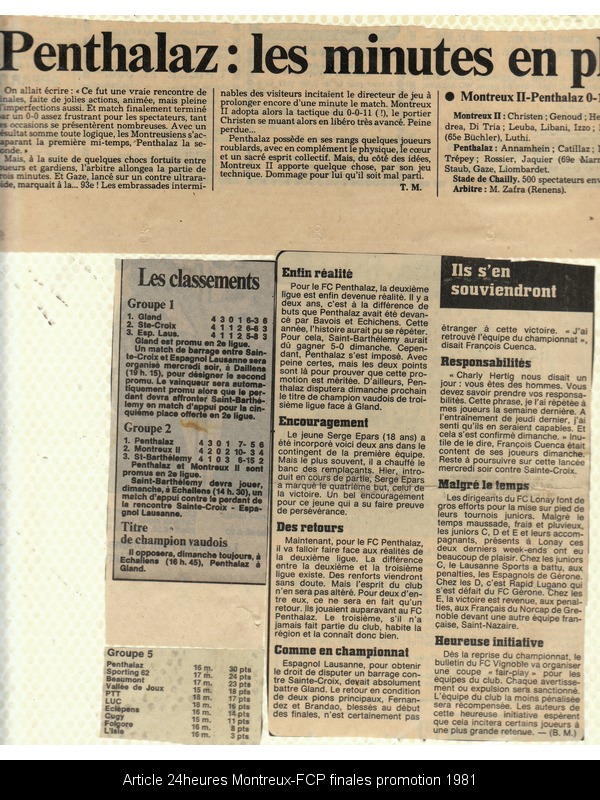 Penthalaz : les minutes en pl
On allait écrire : « Ce fut une vraie rencontre de
inales, faite de jolies actions, animée, mais pleine
'imperfections aussi. Et match finalement terminé
par un 0-0 assez frustrant pour les spectateurs, tant
es occasions se présentèrent nombreuses. Avec un
ésultat somme toute logique, les Montreusiens s'ac-
aparant la première mi-temps, Penthalaz la se-
onde. »
Mais, à la suite de quelques chocs fortuits entre
oueurs et gardiens, l'arbitre allongea la partie de
rois minutes. Et Gaze, lancé sur un contre ultrara-
ide, marquait à la... 93e ! Les embrassades intermi-
nables des visiteurs incitaient le directeur de jeu à
prolonger encore d'une minute le match. Montreux
II adopta alors la tactique du 0-0-11 (!), le portier
Christen se muant alors en libéro très avancé. Peine
perdue...
Penthalaz possède en ses rangs quelques joueurs
roublards, avec en complément le physique, le cœur
et un sacré esprit collectif. Mais, du côté des idées,
Montreux II apporte quelque chose, par son jeu
technique. Dommage pour lui qu'il soit mal parti.
T. M.
● Montreux II-Penthalaz 0-1
Montreux II : Christen ; Genoud ; He
drea, Di Tria ; Leuba, Libani, Izzo ;
(65e Büchler), Luthi.
Penthalaz : Annamhein ; Catillaz ;
Trépey ; Rossier, Jaquier (69e Mar
Staub, Gaze, Liombardet.
Stade de Chailly. 500 spectateurs env
Arbitre : M. Zafra (Renens).
Les classements
Groupe 1
1. Gland 4 3 0 1 6-3 6
2. Ste-Croix 4 1 1 2 6-6 3
3. Esp. Laus. 4 1 1 2 5-8 3
Gland est promu en 2e ligue.
Un match de barrage entre Sain-
te-Croix et Espagnol Lausanne sera
organisé mercredi soir, à Daillens
(19 h. 15), pour désigner le second
promu. Le vainqueur sera automa-
tiquement promu alors que le per-
dant devra affronter Saint-Barthé-
lemy en match d'appui pour la cin-
quième place offerte en 2e ligue.
Groupe 2
1. Penthalaz 4 3 0 1 7- 5 6
2. Montreux II 4 2 0 2 10- 3 4
3. St-Barthélemy 4 1 0 3 6-15 2
Penthalaz et Montreux II sont
promus en 2e ligue.
Saint-Barthélemy devra jouer,
dimanche, à Echallens (14 h. 30), un
match d'appui contre le perdant de
la rencontre Sainte-Croix - Espa-
gnol Lausanne.
Titre
de champion vaudois
Il opposera, dimanche toujours, à
Echallens (16 h. 45), Penthalaz à
Gland.
Groupe 5
Penthalaz 16 m. 30 pts
Sporting 62 17 m. 24 pts
Beaumont 17 m. 23 pts
Vallée de Joux 15 m. 18 pts
PTT 17 m. 18 pts
LUC 18 m. 16 pts
Eclépens 16 m. 14 pts
Cugy 15 m. 11 pts
Folgore 16 m. 8 pts
L'Isle 16 m. 3 pts
Enfin réalité
Pour le FC Penthalaz, la deuxième
ligue est enfin devenue réalité. Il y a
deux ans, c'est à la différence de
buts que Penthalaz avait été devan-
cé par Bavois et Echichens. Cette
année, l'histoire aurait pu se répéter.
Pour cela, Saint-Barthélemy aurait
dû gagner 5-0 dimanche. Cepen-
dant, Penthalaz s'est imposé. Avec
peine certes, mais les deux points
sont là pour prouver que cette pro-
motion est méritée. D'ailleurs, Pen-
thalaz disputera dimanche prochain
le titre de champion vaudois de troi-
sième ligue face à Gland.
Encouragement
Le jeune Serge Epars (18 ans) a
été incorporé voici deux ans dans le
contingent de la première équipe.
Mais le plus souvent, il a chauffé le
banc des remplaçants. Hier, intro-
duit en cours de partie, Serge Epars
a marqué le quatrième but, celui de
la victoire. Un bel encouragement
pour ce jeune qui a su faire preuve
de persévérance.
Des retours
Maintenant, pour le FC Penthalaz,
il va falloir faire face aux réalités de
la deuxième ligue. La différence
entre la deuxième et la troisième
ligue existe. Des renforts viendront
sans doute. Mais l'esprit du club
n'en sera pas altéré. Pour deux d'en-
tre eux, ce ne sera en fait qu'un
retour. Ils jouaient auparavant au FC
Penthalaz. Le troisième, s'il n'a
jamais fait partie du club, habite la
région et la connaît donc bien.
Comme en championnat
Espagnol Lausanne, pour obtenir
le droit de disputer un barrage con-
tre Sainte-Croix, devait absolument
battre Gland. Le retour en condition
de deux pions principaux, Fernan-
dez et Brandao, blessés au début
des finales, n'est certainement pas
Ils s'en
souviendront
étranger à cette victoire. « J'ai
retrouvé l'équipe du championnat »,
disait François Cuenca.
Responsabilités
« Charly Hertig nous disait un
jour : vous êtes des hommes. Vous
devez savoir prendre vos responsa-
bilités. Cette phrase, je l'ai répétée à
mes joueurs la semaine dernière. A
l'entraînement de jeudi dernier, j'ai
senti qu'ils en seraient capables. Et
cela s'est confirmé dimanche. » Inu-
tile de le dire, François Cuenca était
content de ses joueurs dimanche.
Reste à poursuivre sur cette lancée
mercredi soir contre Sainte-Croix.
Malgré le temps
Les dirigeants du FC Lonay font de
gros efforts pour la mise sur pied de
leurs tournois juniors. Malgré le
temps maussade, frais et pluvieux,
les juniors C, D et E et leurs accom-
pagnants, présents à Lonay ces
deux derniers week-ends ont eu
beaucoup de plaisir. Chez les juniors
C, le Lausanne Sports a battu, aux
penalties, les Espagnols de Gérone.
Chez les D, c'est Rapid Lugano qui
s'est défait du FC Gérone. Chez les
E, la victoire est revenue, aux penal-
ties, aux Français du Norcap de Gre-
noble devant une autre équipe fran-
çaise, Saint-Nazaire.
Heureuse initiative
Dès la reprise du championnat, le
bulletin du FC Vignoble va organiser
une coupe « fair-play » pour les
équipes du club. Chaque avertisse-
ment ou expulsion sera sanctionné.
L'équipe du club la moins pénalisée
sera récompensée. Les auteurs de
cette heureuse initiative espèrent
que cela incitera certains joueurs à
une plus grande retenue. — (B. M.)
Article 24heures Montreux-FCP finales promotion 1981